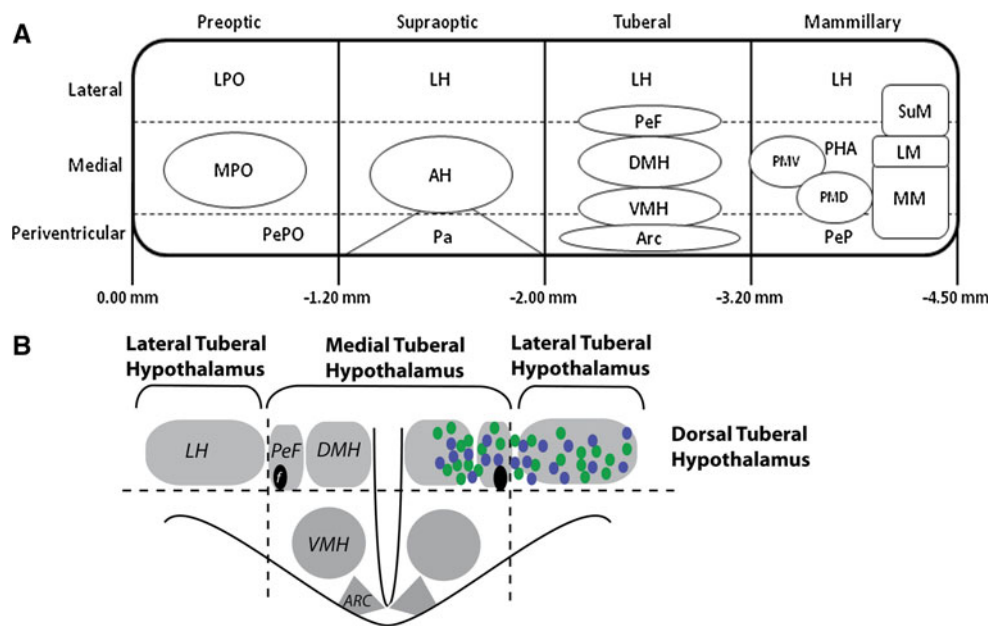 A
Preoptic Supraoptic Tuberal Mammillary
Lateral LPO LH LH LH
SuM
PeF
Medial MPO AH DMH PMV PHA LM
VMH PMD MM
Periventricular PePO Pa Arc PeP
0.00 mm -1.20 mm -2.00 mm -3.20 mm -4.50 mm
B
Lateral Tuberal Medial Tuberal Lateral Tuberal
Hypothalamus Hypothalamus Hypothalamus
LH PeF DMH Dorsal Tuberal
f Hypothalamus
VMH
ARC